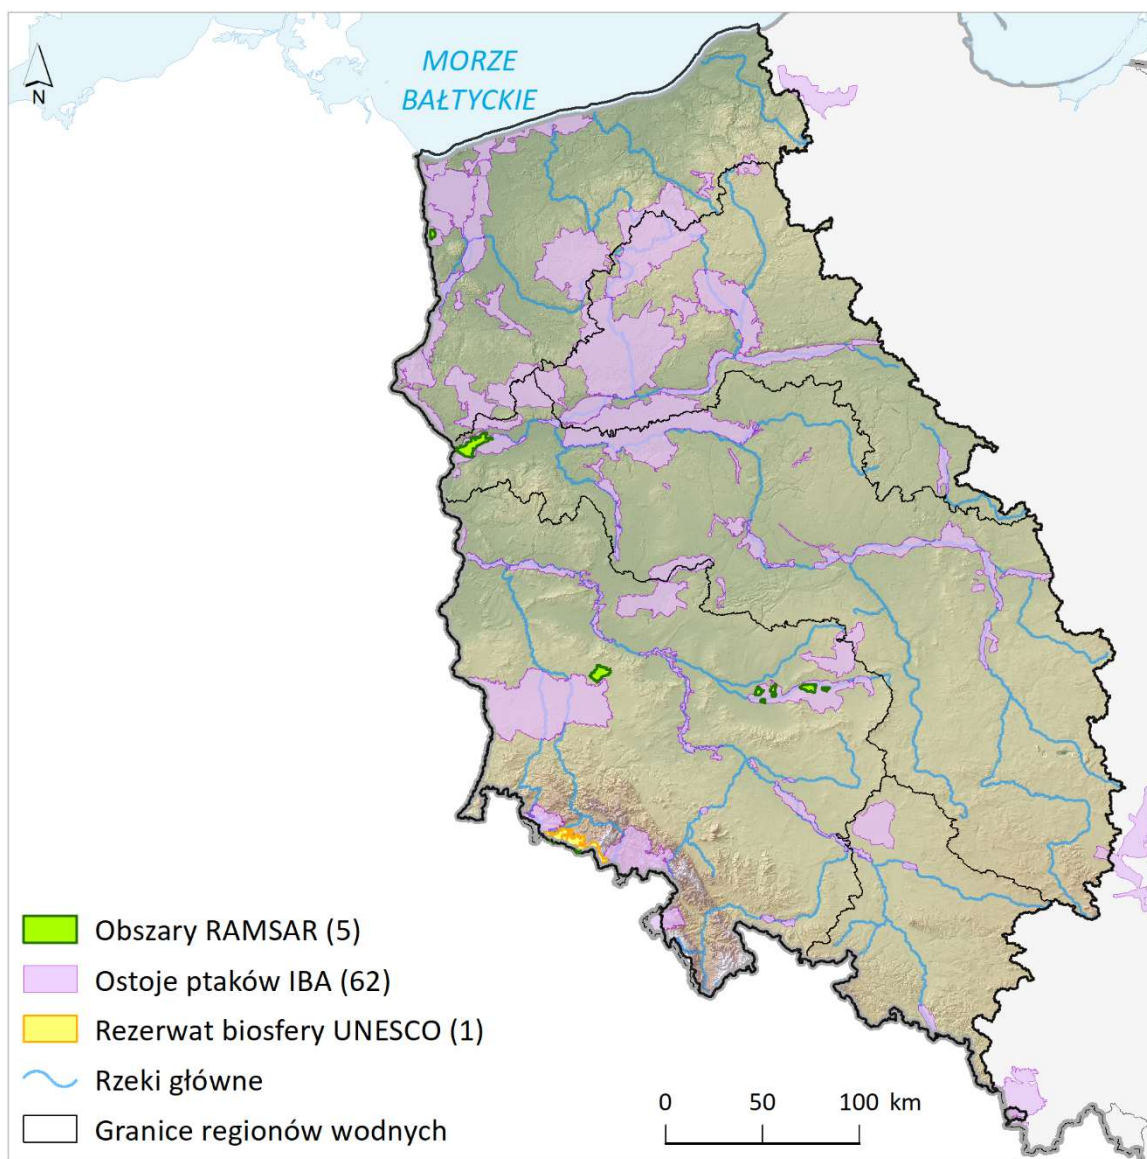 MORZE
BAŁTYCKIE
N
Obszary RAMSAR (5)
Ostoje ptaków IBA (62)
Rezerwat biosfery UNESCO (1)
Rzeki główne
Granice regionów wodnych
0 50 100 km